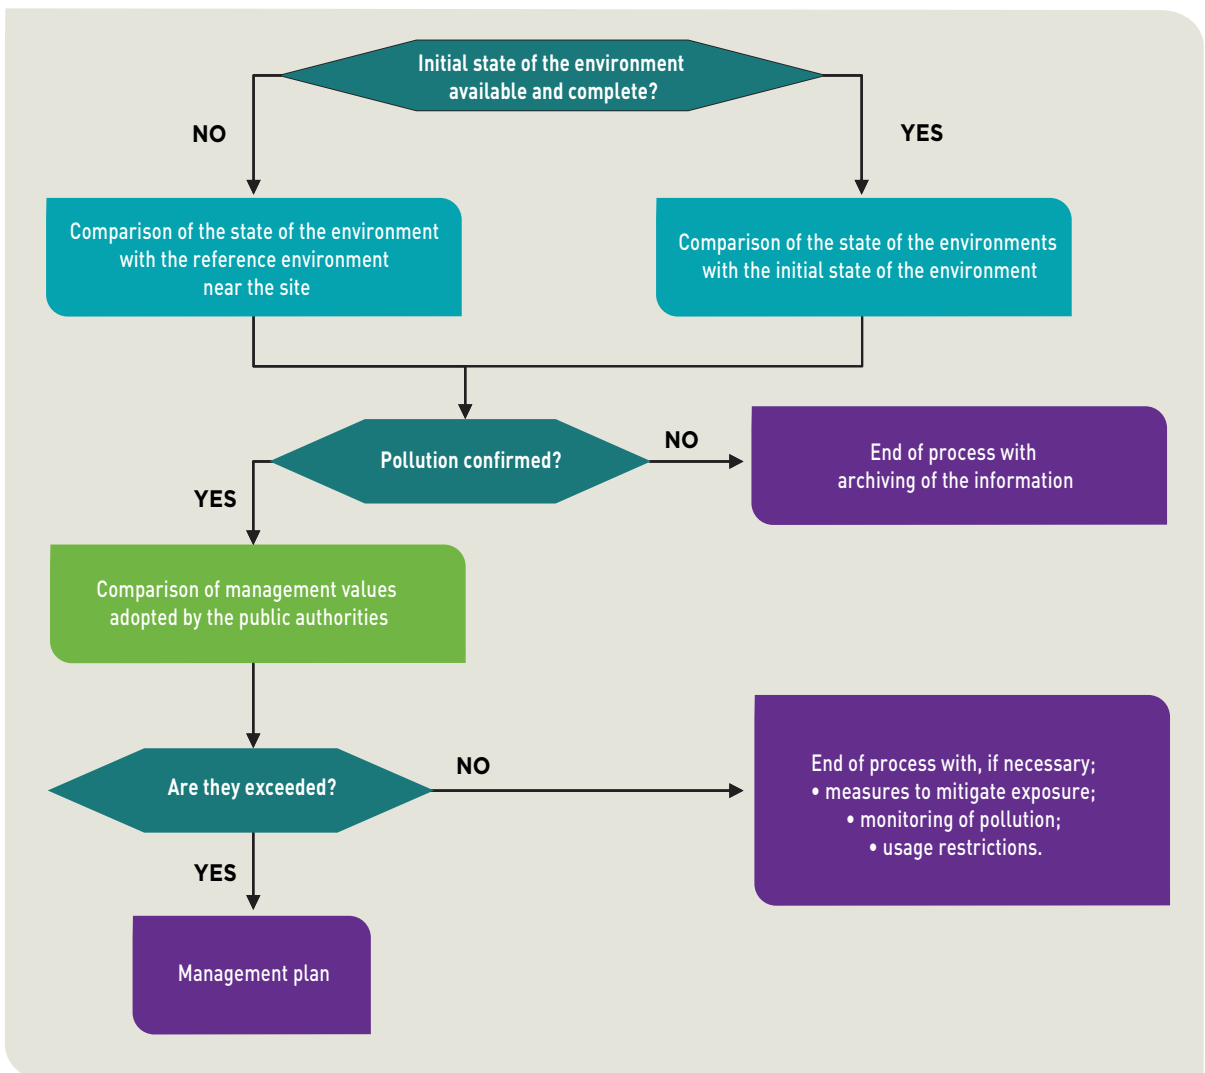 Initial state of the environment
available and complete?
NO
YES
Comparison of the state of the environment
with the reference environment
near the site
Comparison of the state of the environments
with the initial state of the environment
Pollution confirmed?
NO
End of process with
archiving of the information
YES
Comparison of management values
adopted by the public authorities
Are they exceeded?
NO
End of process with, if necessary;
• measures to mitigate exposure;
• monitoring of pollution;
• usage restrictions.
YES
Management plan